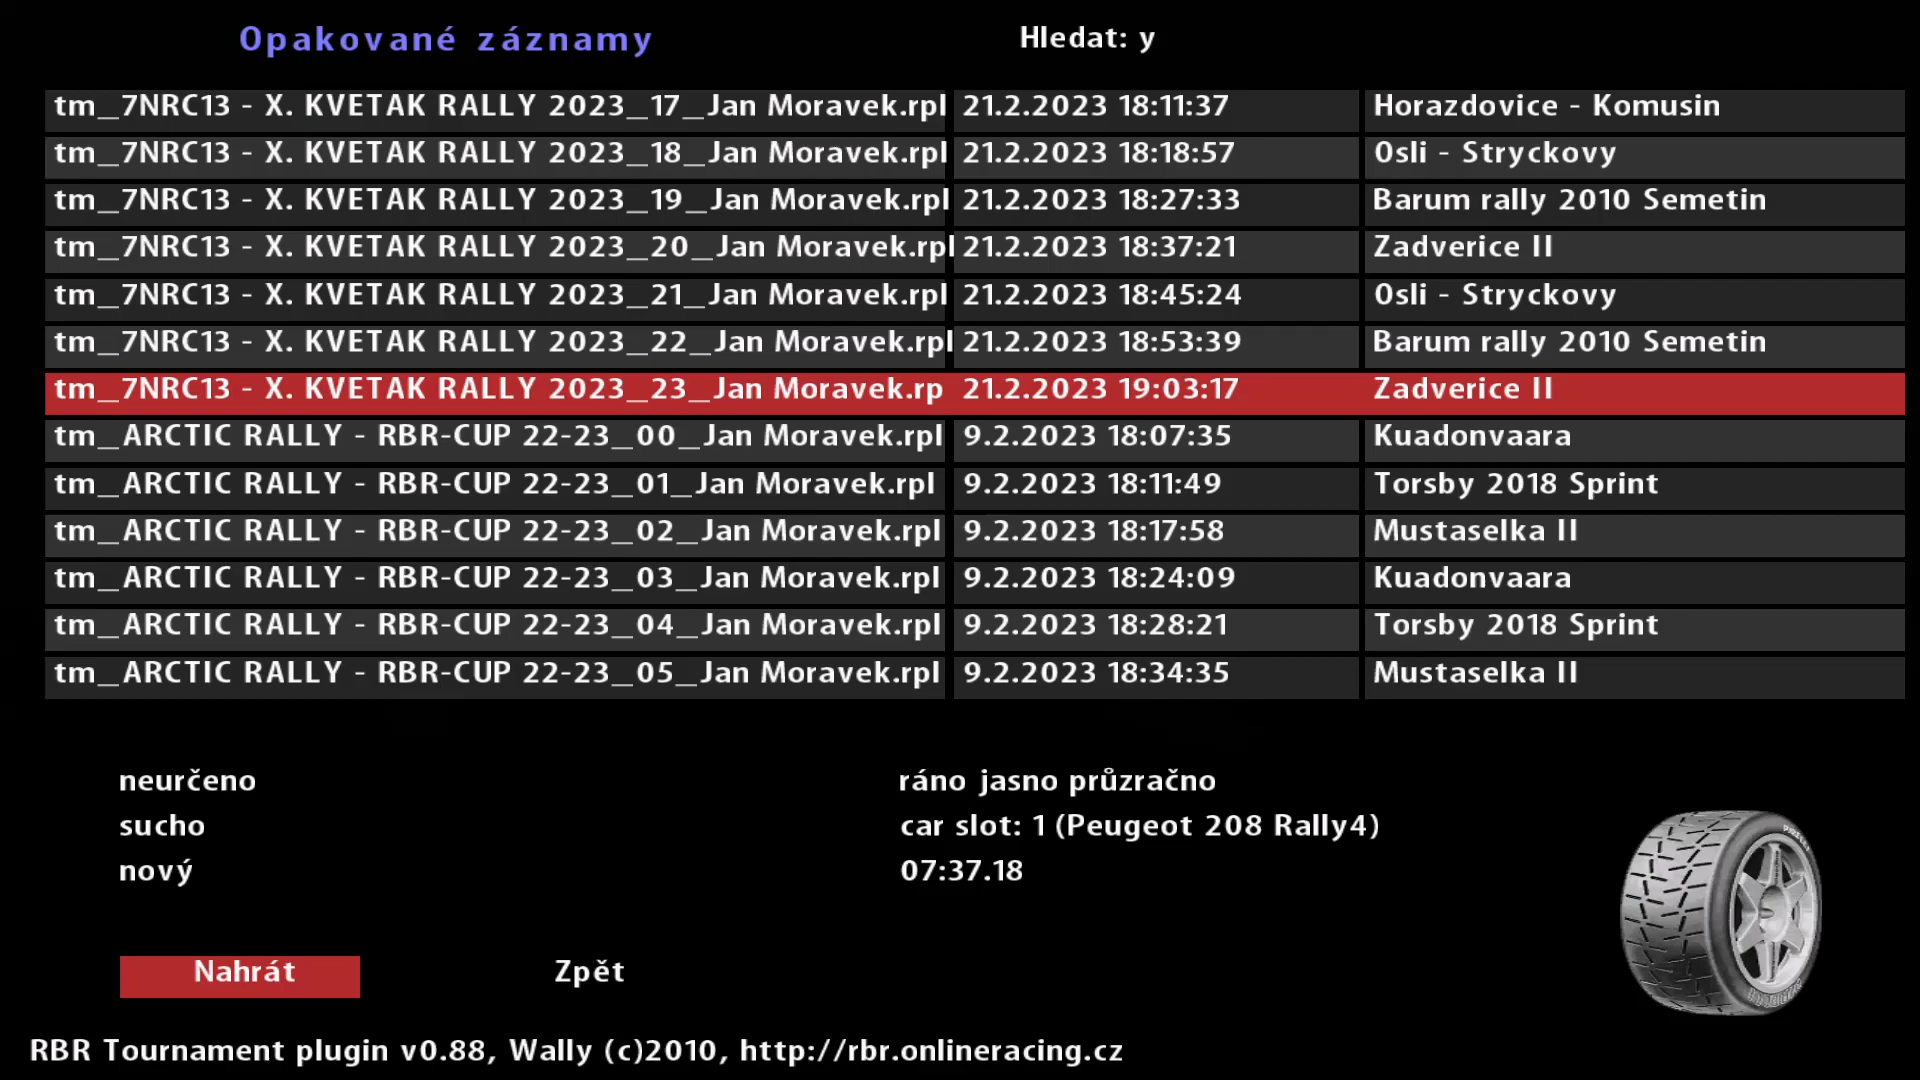 Opakované záznamy
Hledat: y
tm_7NRC13 - X. KVETAK RALLY 2023_17_Jan Moravek.rpl 21.2.2023 18:11:37 Horazdovice - Komusin
tm_7NRC13 - X. KVETAK RALLY 2023_18_Jan Moravek.rpl 21.2.2023 18:18:57 Osli - Stryckovy
tm_7NRC13 - X. KVETAK RALLY 2023_19_Jan Moravek.rpl 21.2.2023 18:27:33 Barum rally 2010 Semetin
tm_7NRC13 - X. KVETAK RALLY 2023_20_Jan Moravek.rpl 21.2.2023 18:37:21 Zadverice II
tm_7NRC13 - X. KVETAK RALLY 2023_21_Jan Moravek.rpl 21.2.2023 18:45:24 Osli - Stryckovy
tm_7NRC13 - X. KVETAK RALLY 2023_22_Jan Moravek.rpl 21.2.2023 18:53:39 Barum rally 2010 Semetin
tm_7NRC13 - X. KVETAK RALLY 2023_23_Jan Moravek.rp 21.2.2023 19:03:17 Zadverice II
tm_ARCTIC RALLY - RBR-CUP 22-23_00_Jan Moravek.rpl 9.2.2023 18:07:35 Kuadonvaara
tm_ARCTIC RALLY - RBR-CUP 22-23_01_Jan Moravek.rpl 9.2.2023 18:11:49 Torsby 2018 Sprint
tm_ARCTIC RALLY - RBR-CUP 22-23_02_Jan Moravek.rpl 9.2.2023 18:17:58 Mustaselka II
tm_ARCTIC RALLY - RBR-CUP 22-23_03_Jan Moravek.rpl 9.2.2023 18:24:09 Kuadonvaara
tm_ARCTIC RALLY - RBR-CUP 22-23_04_Jan Moravek.rpl 9.2.2023 18:28:21 Torsby 2018 Sprint
tm_ARCTIC RALLY - RBR-CUP 22-23_05_Jan Moravek.rpl 9.2.2023 18:34:35 Mustaselka II
neurčeno
ráno jasno průzračno
sucho
car slot: 1 (Peugeot 208 Rally4)
nový
07:37.18
Nahrát
Zpět
RBR Tournament plugin v0.88, Wally (c)2010, http://rbr.onlineracing.cz